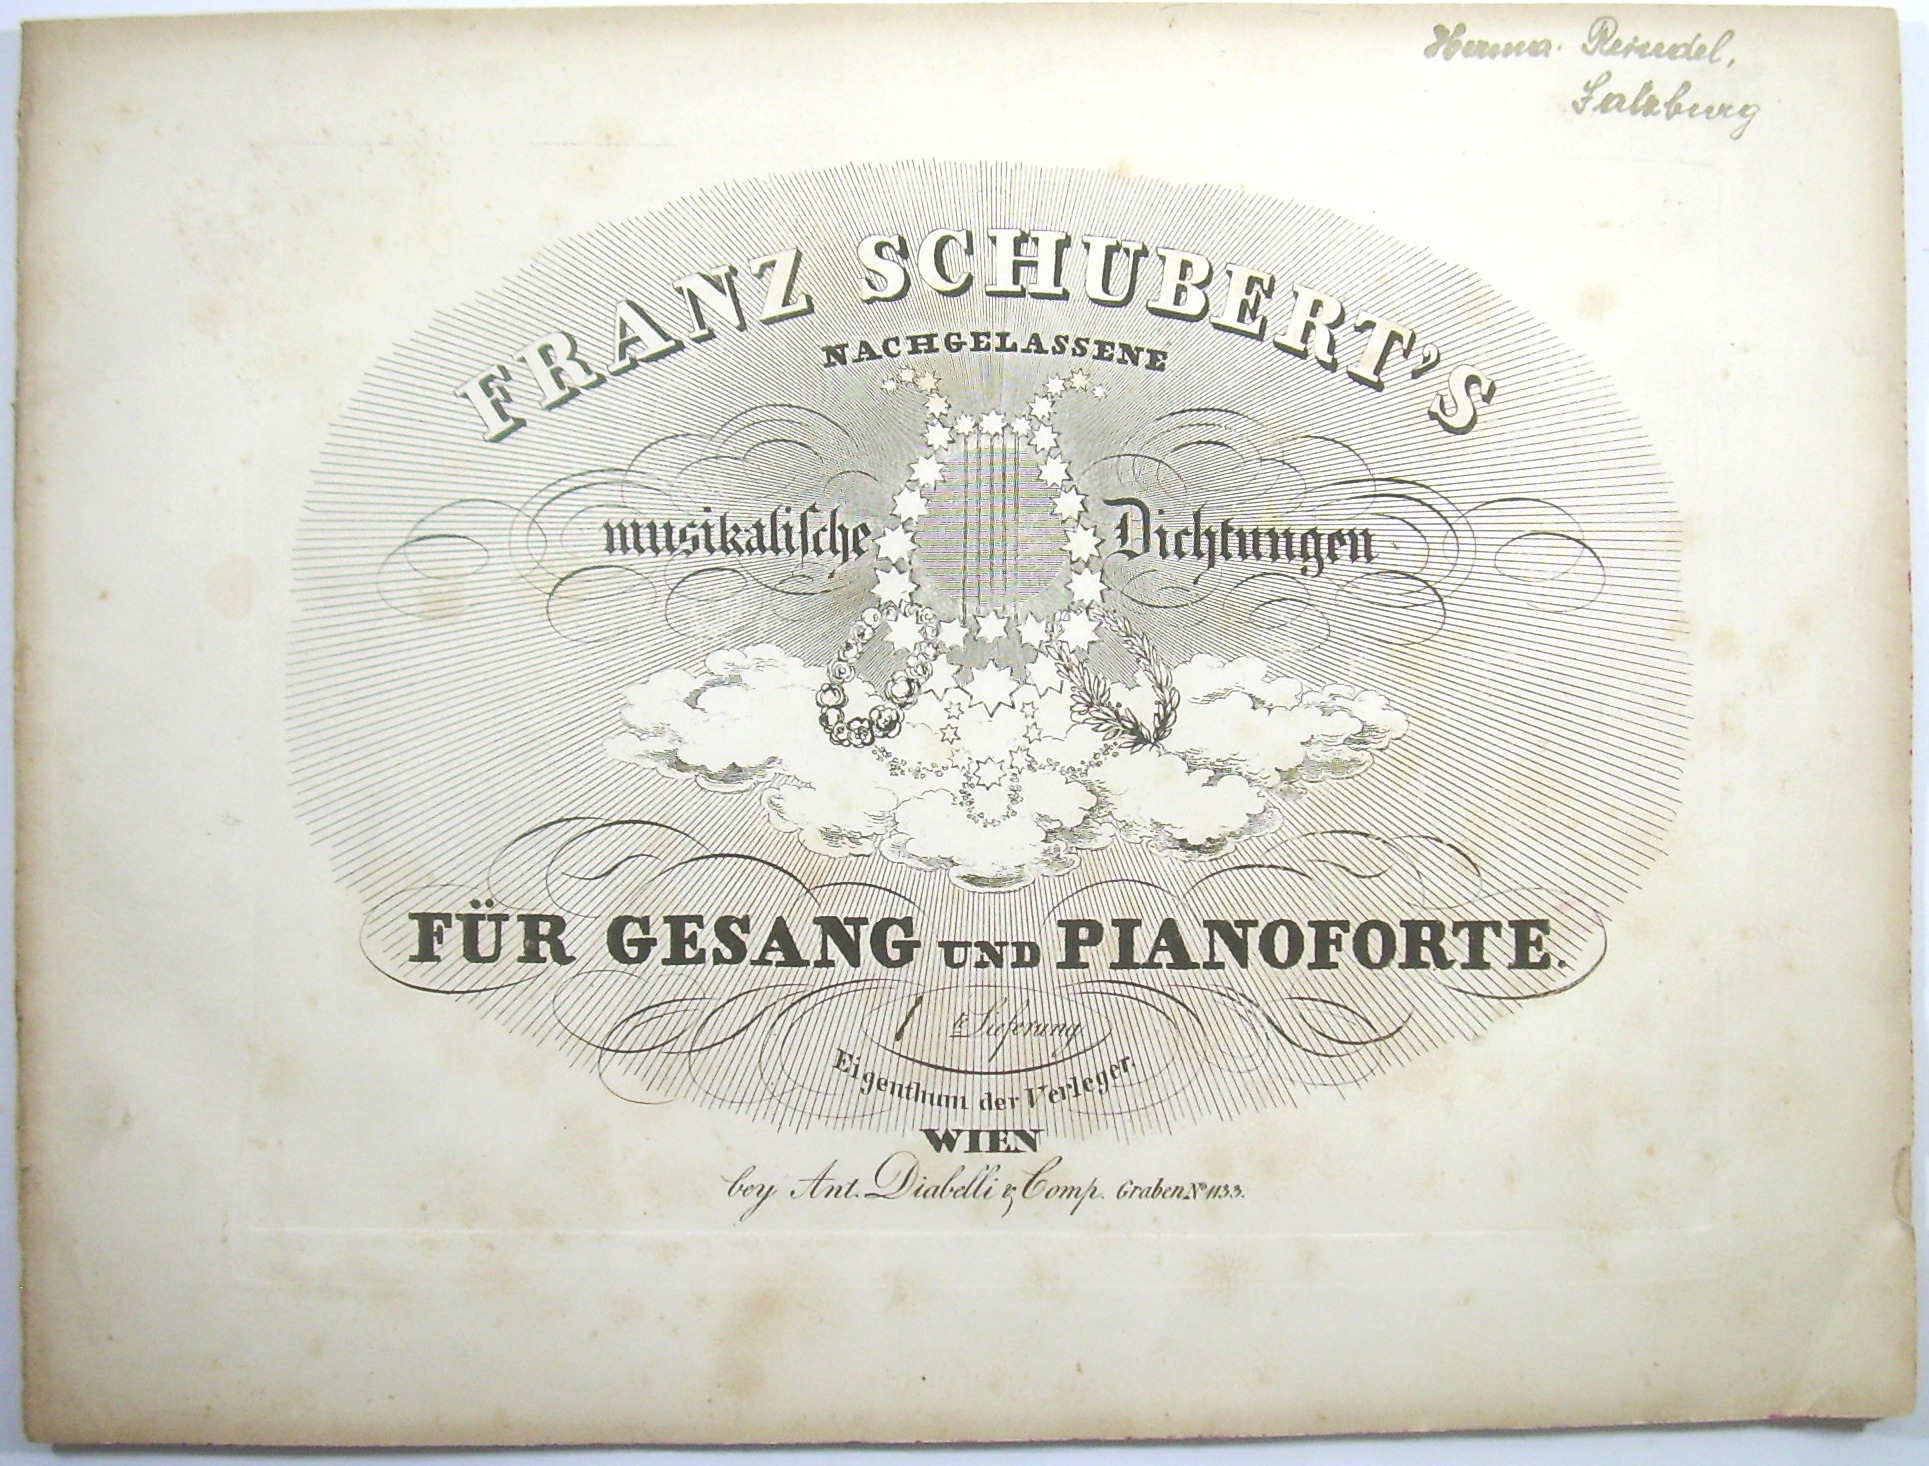 Herma Reindel,
Salzburg
FRANZ SCHUBERT'S
NACHGELASSENE
musikaliſche Dichtungen
FÜR GESANG UND PIANOFORTE.
1 te Lieferung
Eigenthum der Verleger.
WIEN
bey Ant. Diabelli & Comp. Graben No 1133.